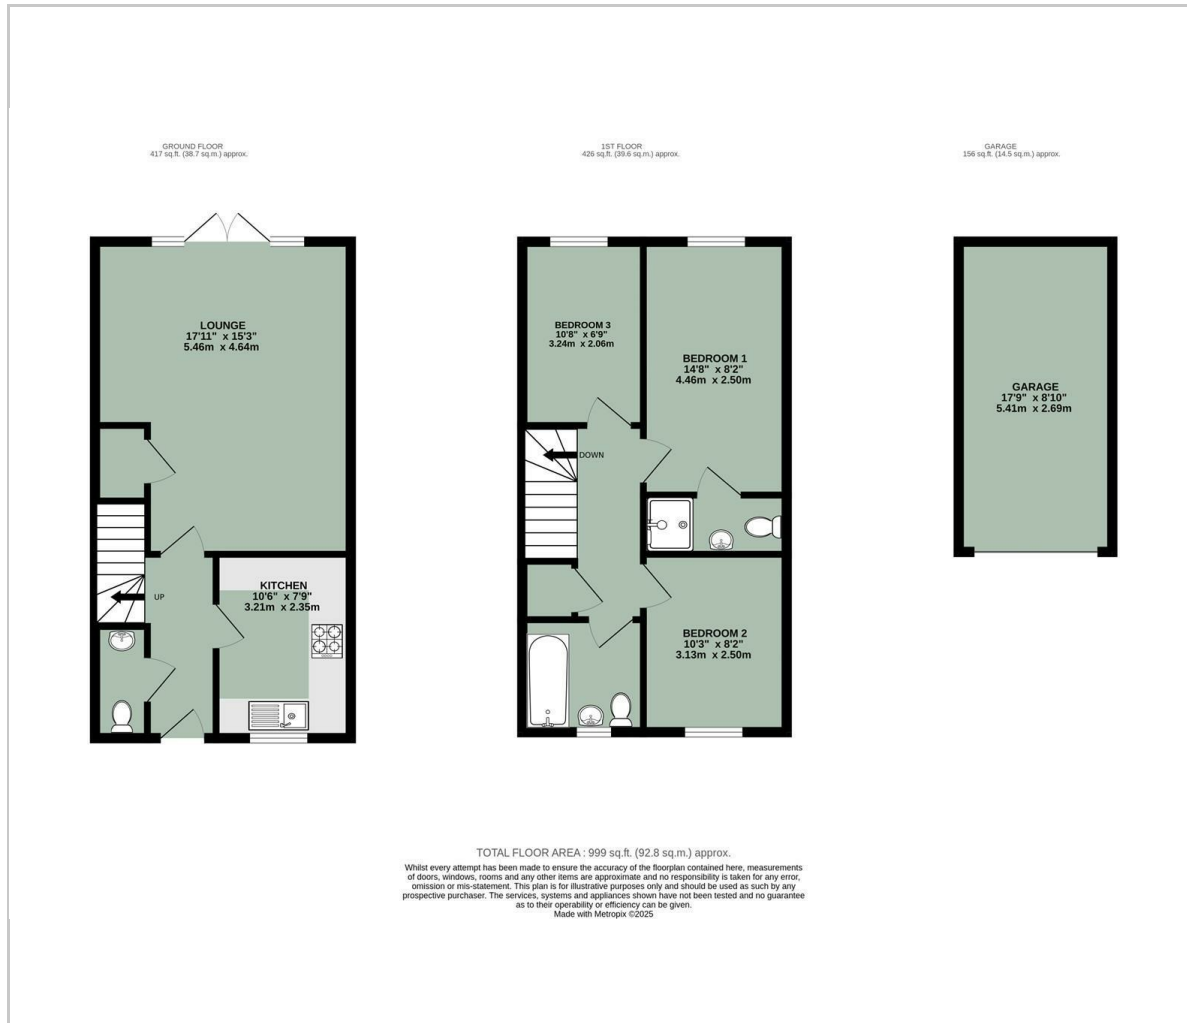 GROUND FLOOR
417 sq.ft. (38.7 sq.m.) approx.
1ST FLOOR
426 sq.ft. (39.6 sq.m.) approx.
GARAGE
156 sq.ft. (14.5 sq.m.) approx.
LOUNGE
17'11" x 15'3"
5.46m x 4.64m
UP
KITCHEN
10'6" x 7'9"
3.21m x 2.35m
BEDROOM 3
10'8" x 6'9"
3.24m x 2.06m
BEDROOM 1
14'8" x 8'2"
4.46m x 2.50m
DOWN
BEDROOM 2
10'3" x 8'2"
3.13m x 2.50m
GARAGE
17'9" x 8'10"
5.41m x 2.69m
TOTAL FLOOR AREA : 999 sq.ft. (92.8 sq.m.) approx.
Whilst every attempt has been made to ensure the accuracy of the floorplan contained here, measurements
of doors, windows, rooms and any other items are approximate and no responsibility is taken for any error,
omission or mis-statement. This plan is for illustrative purposes only and should be used as such by any
prospective purchaser. The services, systems and appliances shown have not been tested and no guarantee
as to their operability or efficiency can be given.
Made with Metropix ©2025